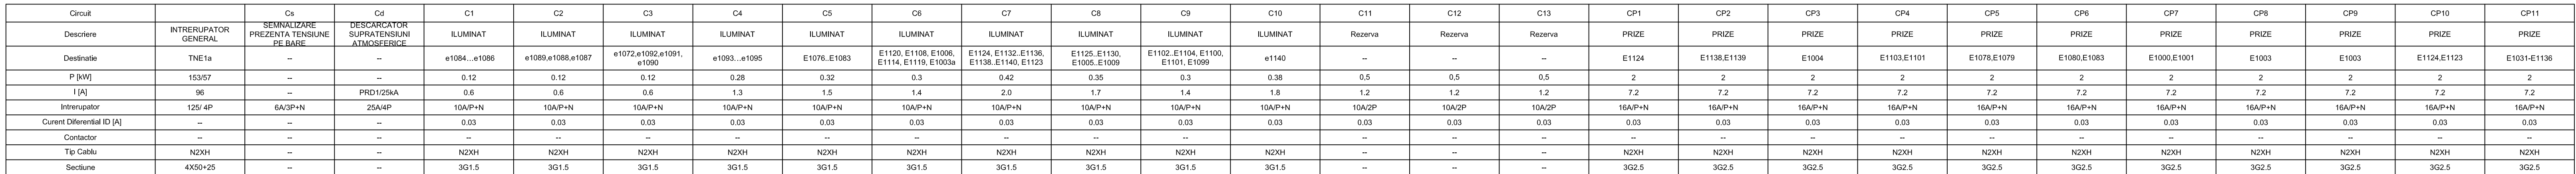 Circuit Cs Cd C1 C2 C3 C4 C5 C6 C7 C8 C9 C10 C11 C12 C13 CP1 CP2 CP3 CP4 CP5 CP6 CP7 CP8 CP9 CP10 CP11
Descriere INTRERUPATOR GENERAL SEMNALIZARE PREZENTA TENSIUNE PE BARE DESCARCATOR SUPRATENSIUNI ATMOSFERICE ILUMINAT ILUMINAT ILUMINAT ILUMINAT ILUMINAT ILUMINAT ILUMINAT ILUMINAT ILUMINAT ILUMINAT Rezerva Rezerva Rezerva PRIZE PRIZE PRIZE PRIZE PRIZE PRIZE PRIZE PRIZE PRIZE PRIZE PRIZE
Destinatie TNE1a -- -- e1084...e1086 e1089,e1088,e1087 e1072,e1092,e1091, e1090 e1093...e1095 E1076..E1083 E1120, E1108, E1006, E1114, E1119, E1003a E1124, E1132..E1136, E1138..E1140, E1123 E1125..E1130, E1005..E1009 E1102..E1104, E1100, E1101, E1099 e1140 -- -- -- E1124 E1138,E1139 E1004 E1103,E1101 E1078,E1079 E1080,E1083 E1000,E1001 E1003 E1003 E1124,E1123 E1031-E1136
P [kW] 153/57 -- -- 0.12 0.12 0.12 0.28 0.32 0.3 0.42 0.35 0.3 0.38 0,5 0,5 0,5 2 2 2 2 2 2 2 2 2 2 2
I [A] 96 -- PRD1/25kA 0.6 0.6 0.6 1.3 1.5 1.4 2.0 1.7 1.4 1.8 1.2 1.2 1.2 7.2 7.2 7.2 7.2 7.2 7.2 7.2 7.2 7.2 7.2 7.2
Intrerupator 125/ 4P 6A/3P+N 25A/4P 10A/P+N 10A/P+N 10A/P+N 10A/P+N 10A/P+N 10A/P+N 10A/P+N 10A/P+N 10A/P+N 10A/P+N 10A/2P 10A/2P 10A/2P 16A/P+N 16A/P+N 16A/P+N 16A/P+N 16A/P+N 16A/P+N 16A/P+N 16A/P+N 16A/P+N 16A/P+N 16A/P+N
Curent Diferential ID [A] -- -- -- 0.03 0.03 0.03 0.03 0.03 0.03 0.03 0.03 0.03 0.03 0.03 0.03 0.03 0.03 0.03 0.03 0.03 0.03 0.03 0.03 0.03 0.03 0.03 0.03
Contactor -- -- -- -- -- -- -- -- -- -- -- -- -- -- -- -- -- -- -- -- -- -- -- -- --
Tip Cablu N2XH -- -- N2XH N2XH N2XH N2XH N2XH N2XH N2XH N2XH N2XH N2XH -- -- -- N2XH N2XH N2XH N2XH N2XH N2XH N2XH N2XH N2XH N2XH N2XH
Sectiune 4X50+25 -- -- 3G1.5 3G1.5 3G1.5 3G1.5 3G1.5 3G1.5 3G1.5 3G1.5 3G1.5 3G1.5 -- -- -- 3G2.5 3G2.5 3G2.5 3G2.5 3G2.5 3G2.5 3G2.5 3G2.5 3G2.5 3G2.5 3G2.5